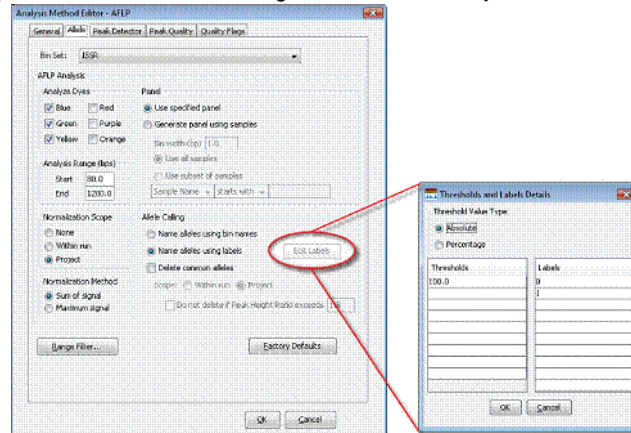 Analysis Method Editor - AFLP
General Allele Peak Detector Peak Quality Quality Flags
Bin Set: ISSR
AFLP Analysis
Analyze Dyes
Blue Red
Green Purple
Yellow Orange
Analysis Range (bps)
Start 80.0
End 1200.0
Normalization Scope
None
Within run
Project
Normalization Method
Sum of signal
Maximum signal
Panel
Use specified panel
Generate panel using samples
Bin width (bp) 1.0
Use all samples
Use subset of samples
Sample Name starts with
Allele Calling
Name alleles using bin names
Name alleles using labels
Edit Labels
Delete common alleles
Scope: Within run Project
Do not delete if Peak Height Ratio exceeds
Range Filter...
Factory Defaults
OK Cancel
Thresholds and Labels Details
Threshold Value Type
Absolute
Percentage
Thresholds Labels
100.0 0
1
OK Cancel